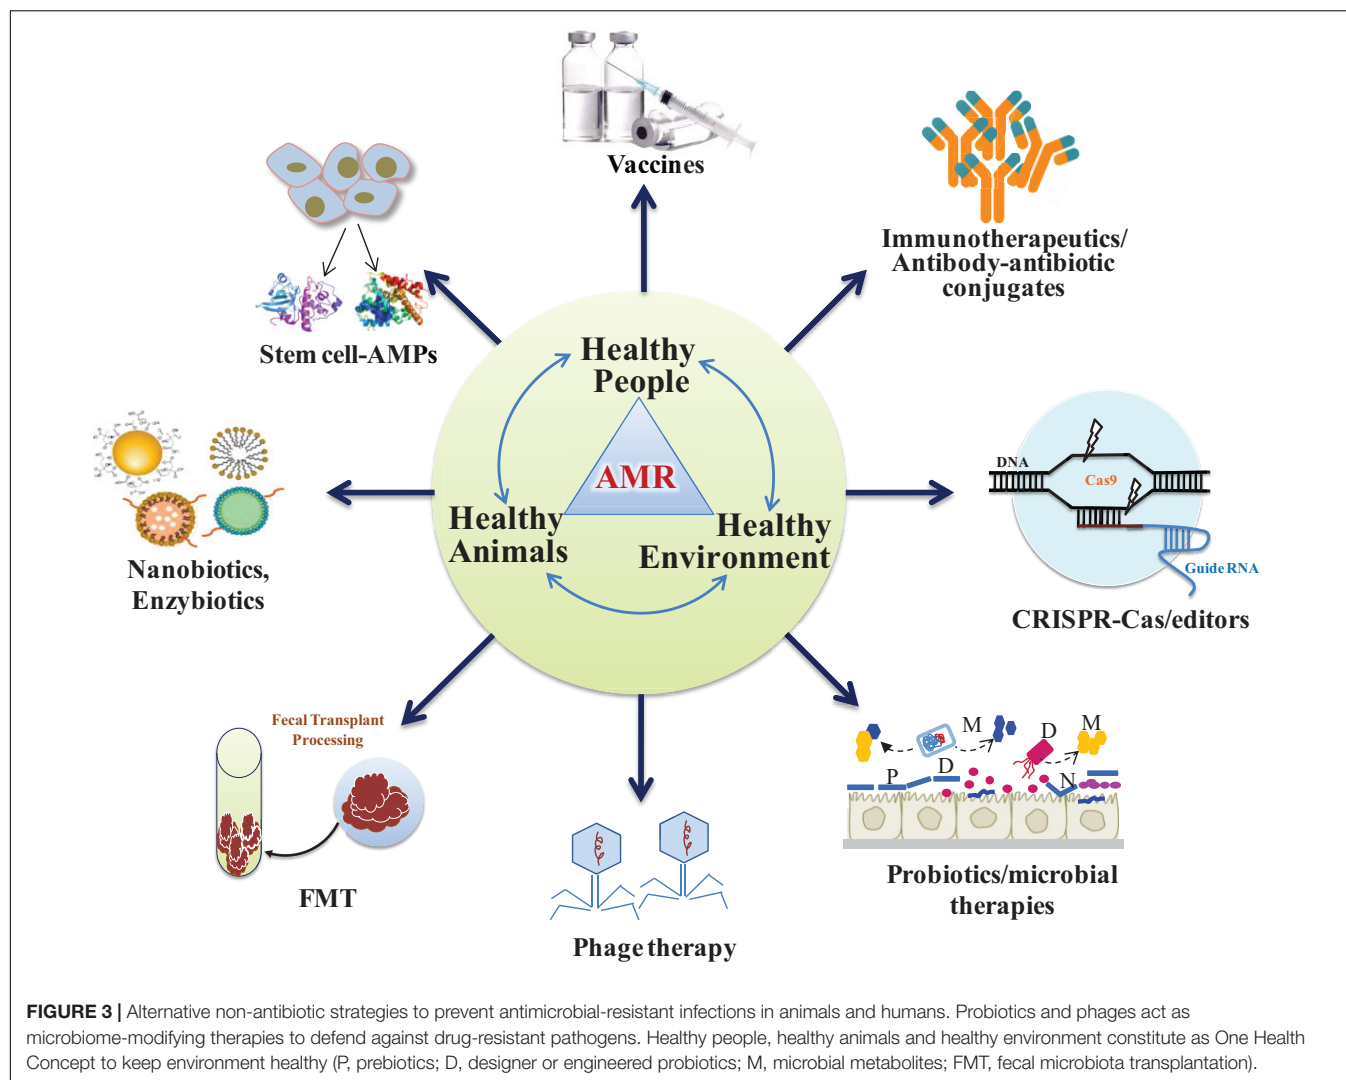 Vaccines
Immunotherapeutics/
Antibody-antibiotic
conjugates
Stem cell-AMPs
Healthy
People
AMR
Healthy
Animals
Healthy
Environment
DNA
Cas9
Guide RNA
CRISPR-Cas/editors
Nanobiotics,
Enzybiotics
Fecal Transplant
Processing
FMT
Phage therapy
M
D
M
P
D
N
Probiotics/microbial
therapies
FIGURE 3 | Alternative non-antibiotic strategies to prevent antimicrobial-resistant infections in animals and humans. Probiotics and phages act as
microbiome-modifying therapies to defend against drug-resistant pathogens. Healthy people, healthy animals and healthy environment constitute as One Health
Concept to keep environment healthy (P, prebiotics; D, designer or engineered probiotics; M, microbial metabolites; FMT, fecal microbiota transplantation).